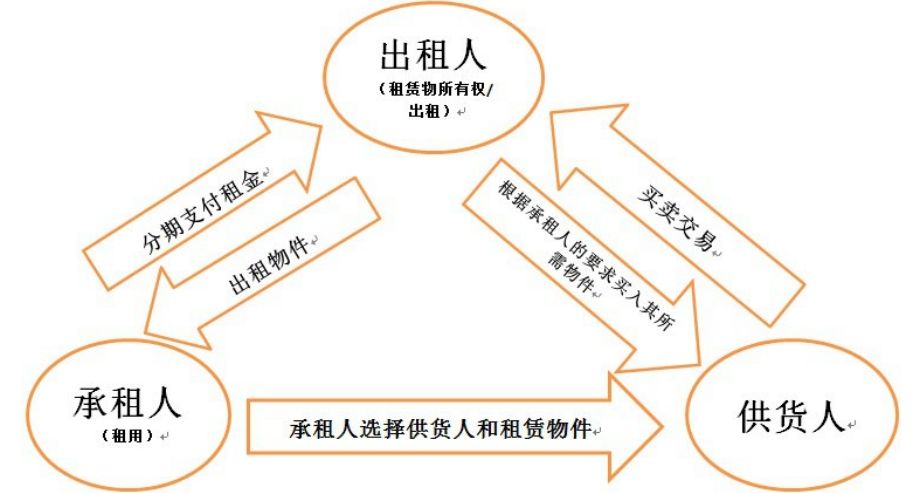 出租人
（租赁物所有权/
出租）
分期支付租金
出租物件
根据承租人的要求买入其所
需物件
买卖交易
承租人
（租用）
承租人选择供货人和租赁物件
供货人